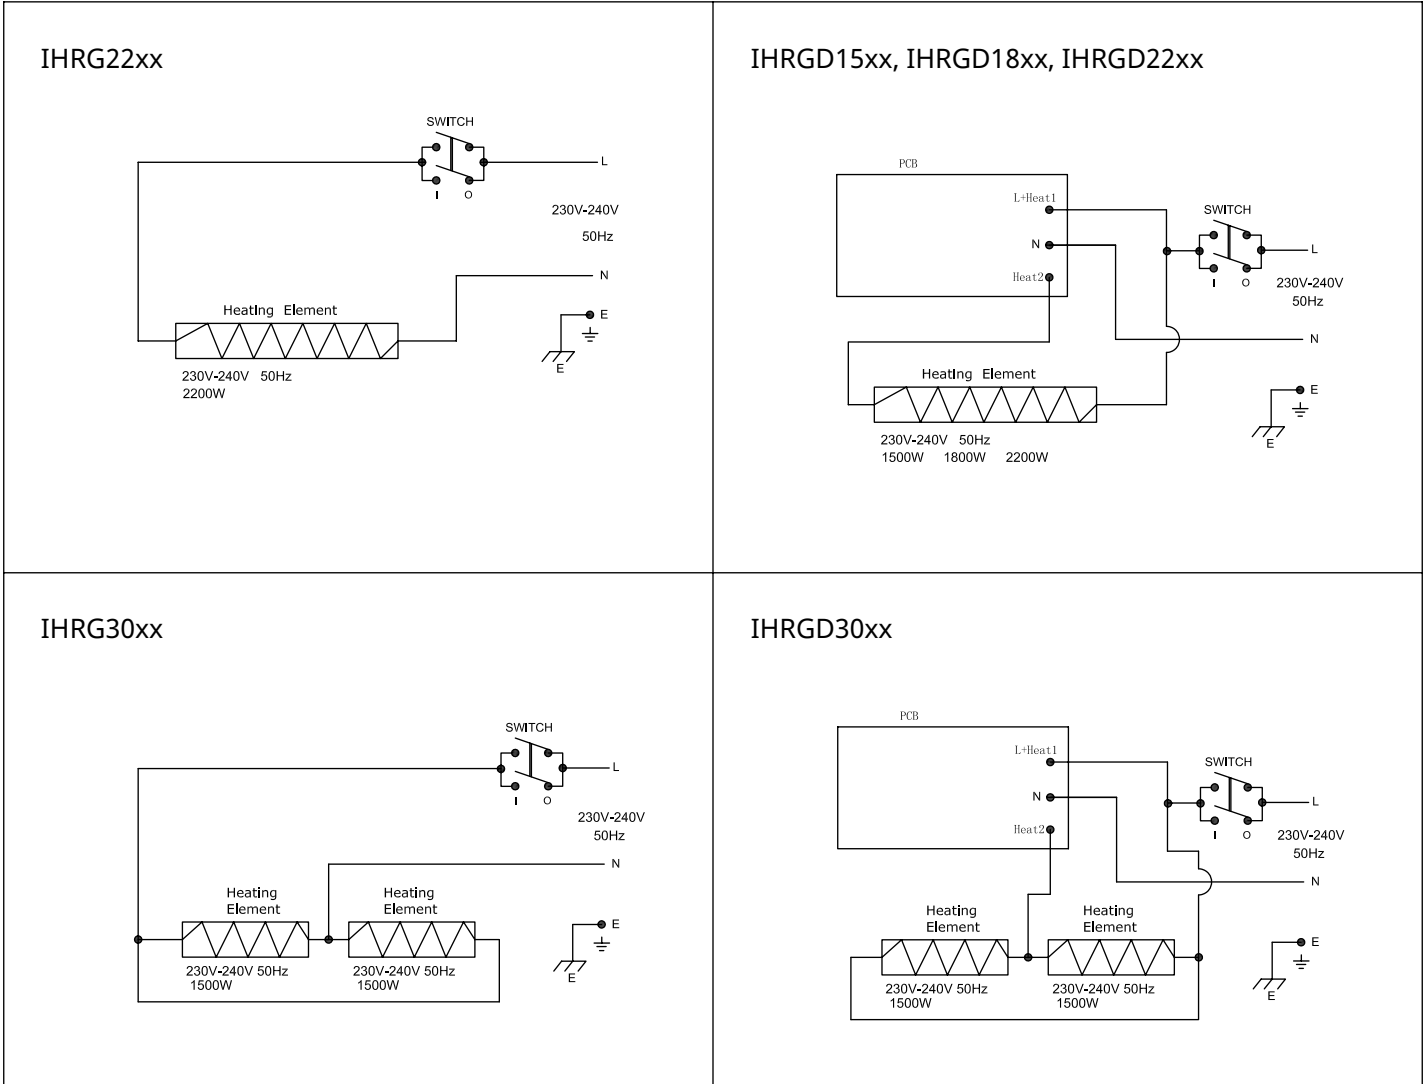 IHRG22xx
SWITCH
L
I O
230V-240V
50Hz
N
Heating Element
E
E
230V-240V 50Hz
2200W
IHRGD15xx, IHRGD18xx, IHRGD22xx
PCB
L+Heat1
SWITCH
N
L
Heat2
I O
230V-240V
50Hz
N
Heating Element
E
230V-240V 50Hz
E
1500W 1800W 2200W
IHRG30xx
SWITCH
L
I O
230V-240V
50Hz
N
Heating Element
Heating Element
E
230V-240V 50Hz
1500W
230V-240V 50Hz
1500W
E
IHRGD30xx
PCB
L+Heat1
SWITCH
N
L
Heat2
I O
230V-240V
50Hz
N
Heating
Element
Heating
Element
E
230V-240V 50Hz
1500W
230V-240V 50Hz
1500W
E